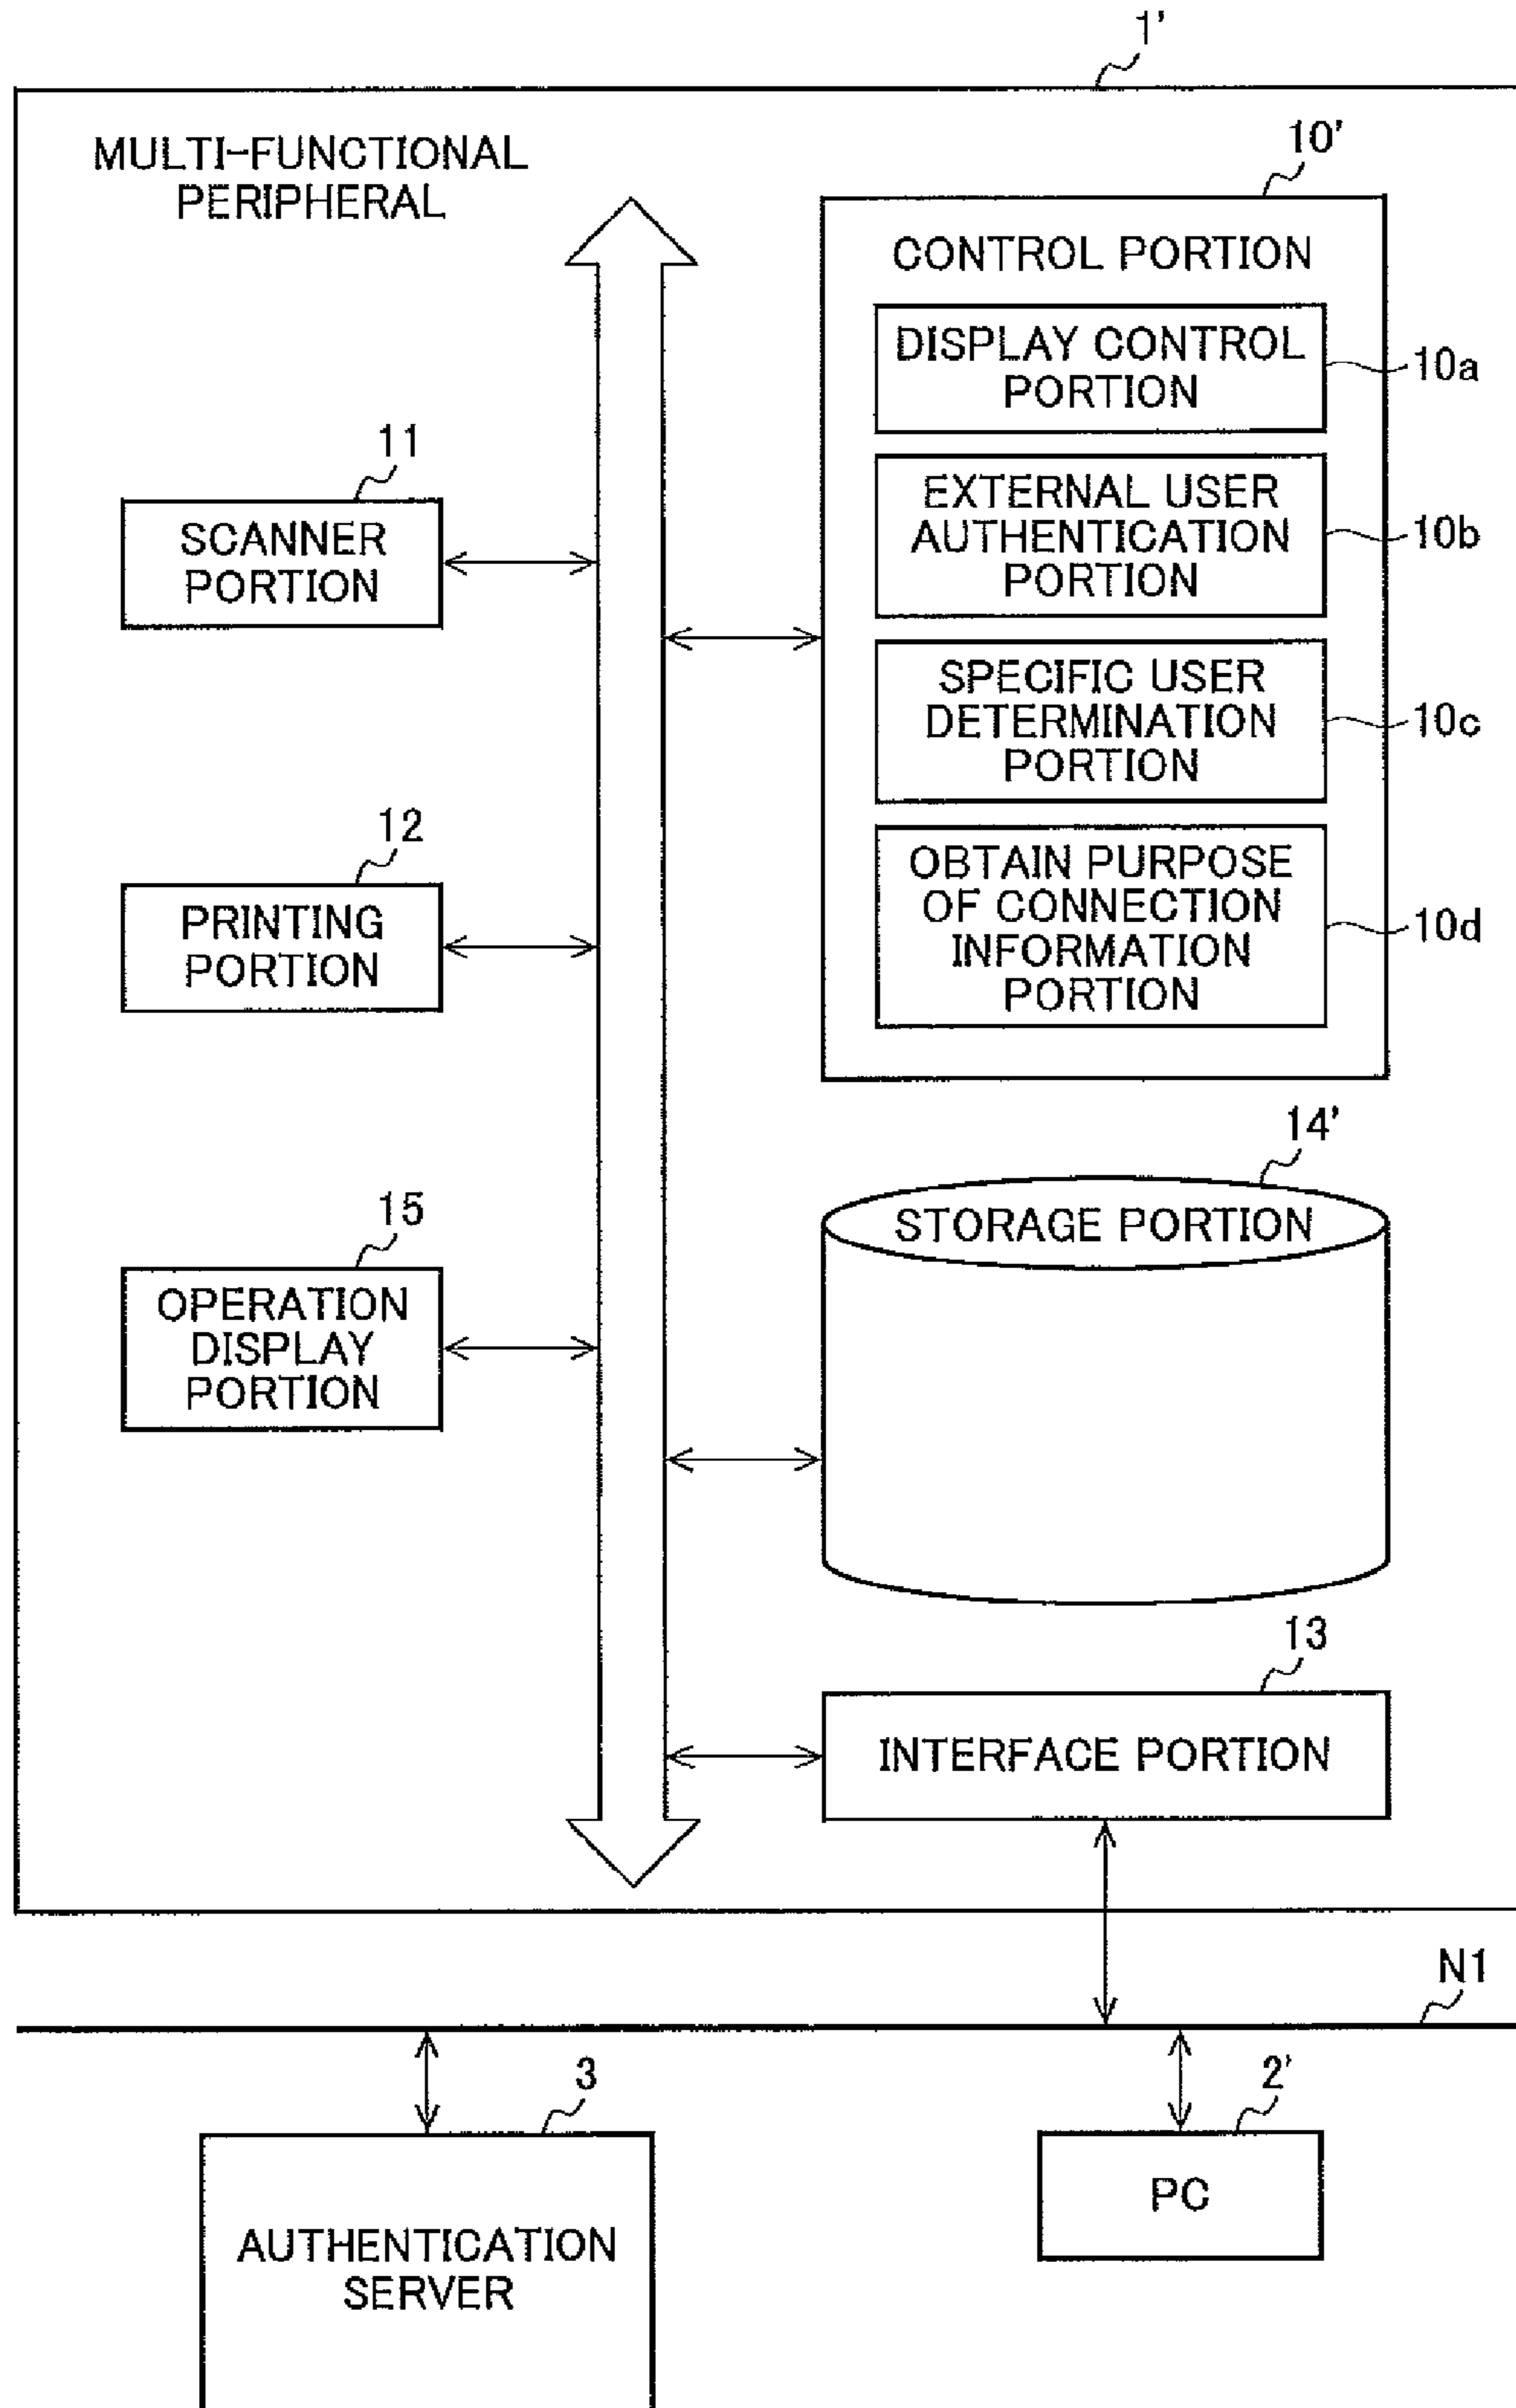 1'
MULTI-FUNCTIONAL
PERIPHERAL
10'
CONTROL PORTION
DISPLAY CONTROL
PORTION
10a
EXTERNAL USER
AUTHENTICATION
PORTION
10b
SPECIFIC USER
DETERMINATION
PORTION
10c
OBTAIN PURPOSE
OF CONNECTION
INFORMATION
PORTION
10d
11
SCANNER
PORTION
12
PRINTING
PORTION
15
OPERATION
DISPLAY
PORTION
14'
STORAGE PORTION
13
INTERFACE PORTION
N1
3
AUTHENTICATION
SERVER
2'
PC